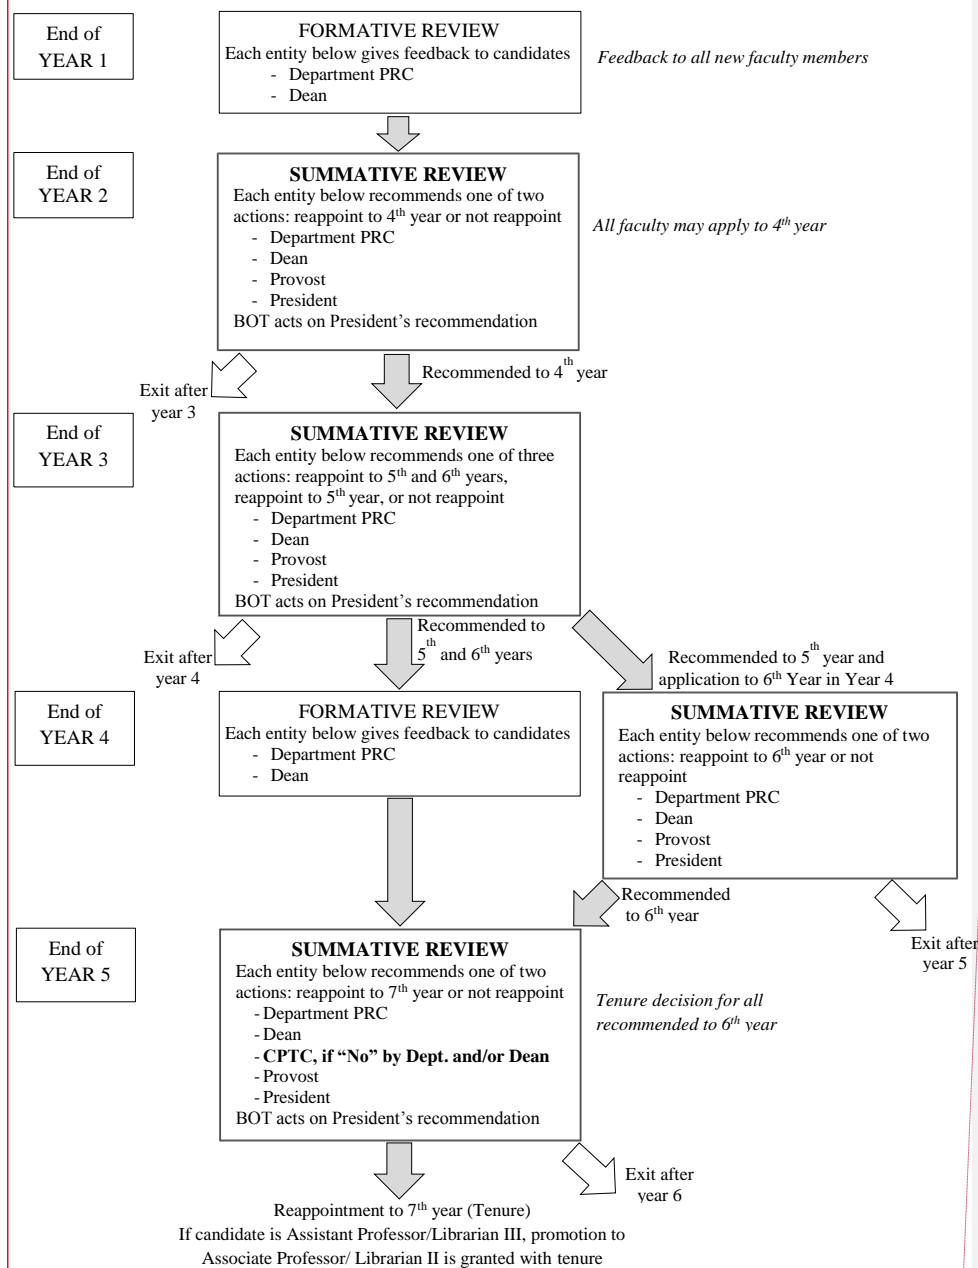 End of
YEAR 1
FORMATIVE REVIEW
Each entity below gives feedback to candidates
- Department PRC
- Dean
Feedback to all new faculty members
End of
YEAR 2
SUMMATIVE REVIEW
Each entity below recommends one of two
actions: reappoint to 4th year or not reappoint
- Department PRC
- Dean
- Provost
- President
BOT acts on President’s recommendation
All faculty may apply to 4th year
Exit after
year 3
Recommended to 4th year
End of
YEAR 3
SUMMATIVE REVIEW
Each entity below recommends one of three
actions: reappoint to 5th and 6th years,
reappoint to 5th year, or not reappoint
- Department PRC
- Dean
- Provost
- President
BOT acts on President’s recommendation
Exit after
year 4
Recommended to
5th and 6th years
Recommended to 5th year and
application to 6th Year in Year 4
End of
YEAR 4
FORMATIVE REVIEW
Each entity below gives feedback to candidates
- Department PRC
- Dean
SUMMATIVE REVIEW
Each entity below recommends one of two
actions: reappoint to 6th year or not
reappoint
- Department PRC
- Dean
- Provost
- President
Recommended
to 6th year
Exit after
year 5
End of
YEAR 5
SUMMATIVE REVIEW
Each entity below recommends one of two
actions: reappoint to 7th year or not reappoint
- Department PRC
- Dean
- CPTC, if “No” by Dept. and/or Dean
- Provost
- President
BOT acts on President’s recommendation
Tenure decision for all
recommended to 6th year
Exit after
year 6
Reappointment to 7th year (Tenure)
If candidate is Assistant Professor/Librarian III, promotion to
Associate Professor/ Librarian II is granted with tenure